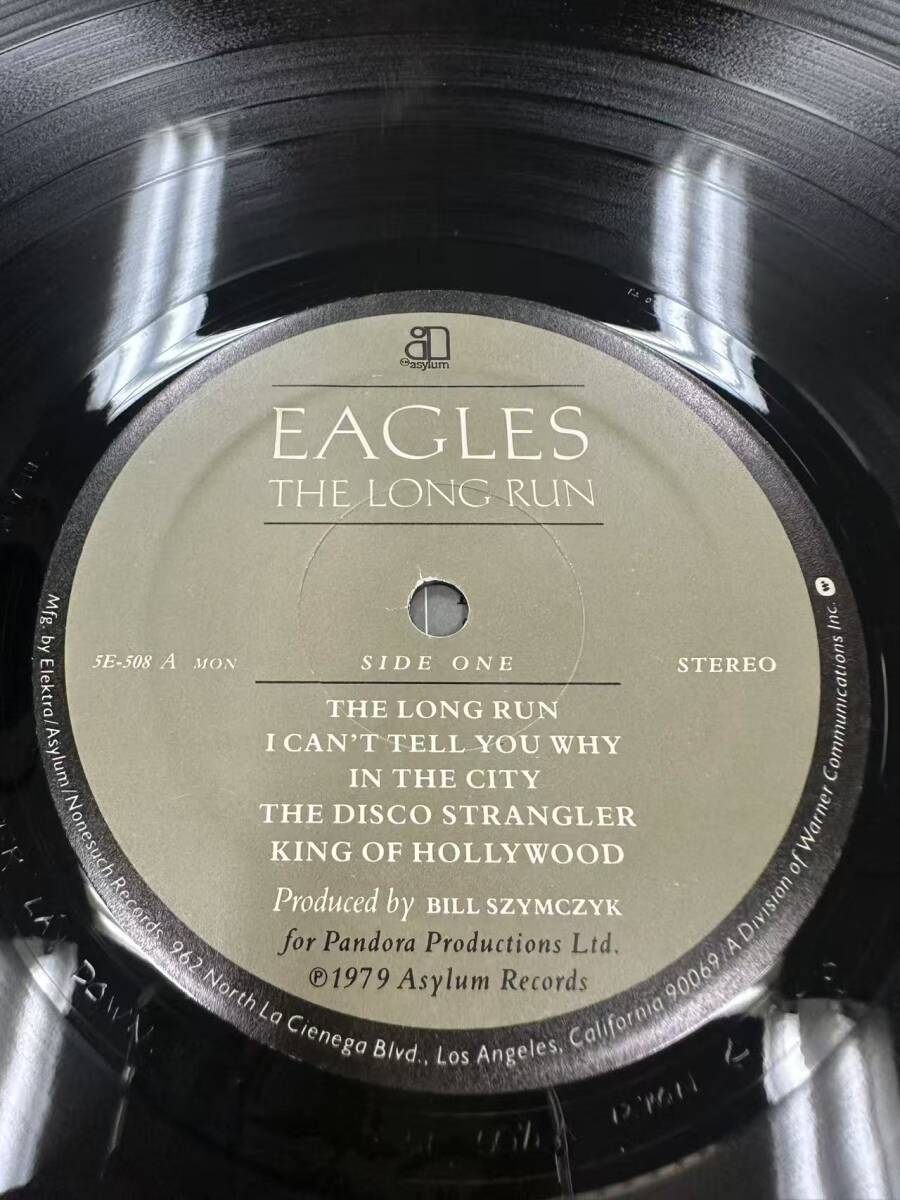 asylum
EAGLES
THE LONG RUN
5E-508 A MON
SIDE ONE
STEREO
THE LONG RUN
I CAN'T TELL YOU WHY
IN THE CITY
THE DISCO STRANGLER
KING OF HOLLYWOOD
Produced by BILL SZYMCZYK
for Pandora Productions Ltd.
℗1979 Asylum Records
Mfg. by Elektra/Asylum/Nonesuch Records, 962 North La Cienega Blvd., Los Angeles, California 90069 A Division of Warner Communications Inc.
DAWN